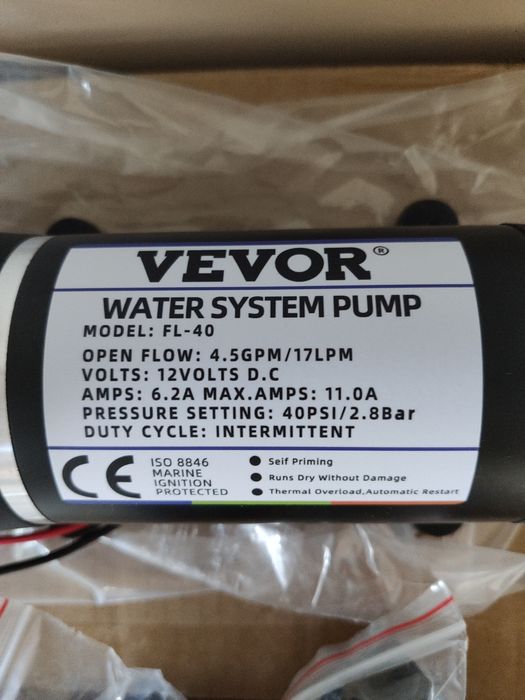 VEVOR®
WATER SYSTEM PUMP
MODEL: FL-40
OPEN FLOW: 4.5GPM/17LPM
VOLTS: 12VOLTS D.C
AMPS: 6.2A MAX.AMPS: 11.0A
PRESSURE SETTING: 40PSI/2.8Bar
DUTY CYCLE: INTERMITTENT
CE
ISO 8846
MARINE
IGNITION
PROTECTED
● Seif Priming
● Runs Dry Without Damage
● Thermal Overload,Automatic Restart